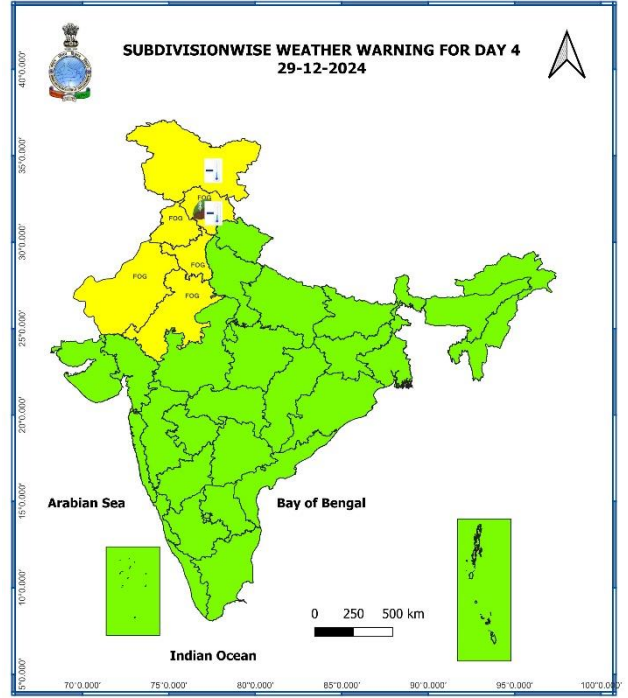 SUBDIVISIONWISE WEATHER WARNING FOR DAY 4
29-12-2024
40°0.000'
35°0.000'
30°0.000'
25°0.000'
20°0.000'
15°0.000'
10°0.000'
5°0.000'
FOG
FOG
FOG
FOG
FOG
Arabian Sea
Bay of Bengal
0 250 500 km
Indian Ocean
70°0.000' 75°0.000' 80°0.000' 85°0.000' 90°0.000' 95°0.000' 100°0.000'